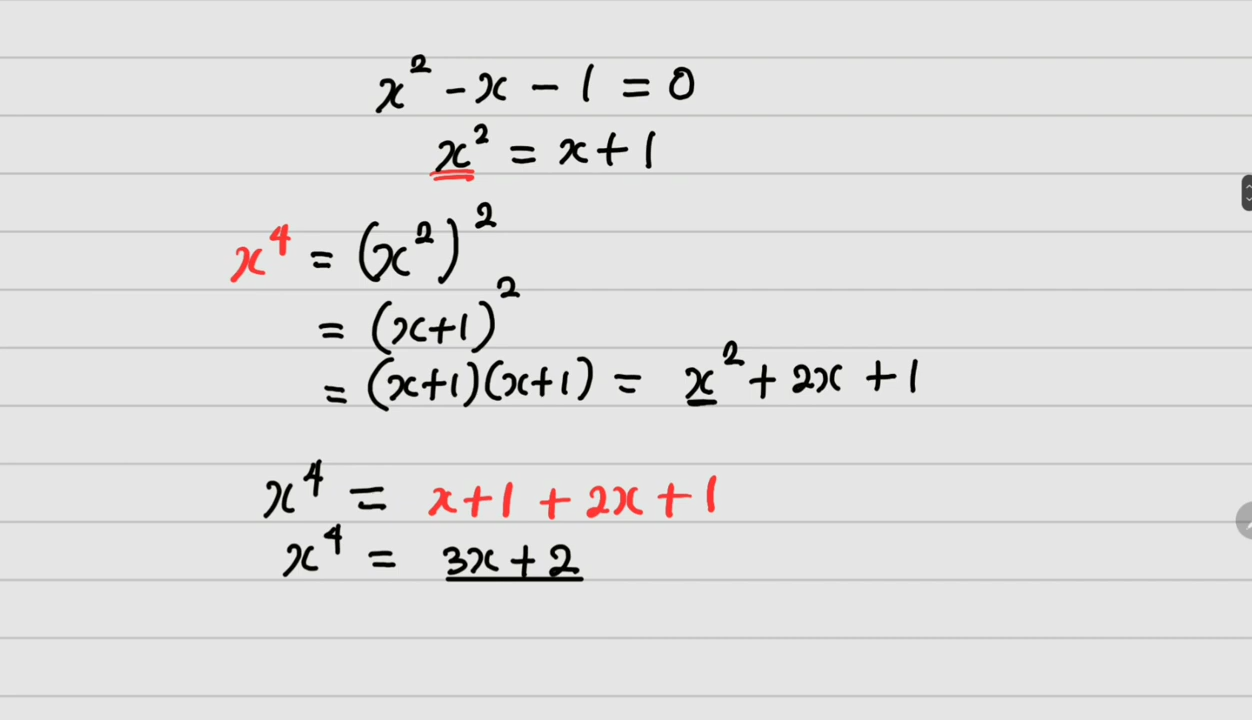 x² - x - 1 = 0
x² = x + 1
x⁴ = (x²)²
= (x+1)²
= (x+1)(x+1) = x² + 2x + 1
x⁴ = x+1 + 2x + 1
x⁴ = 3x + 2